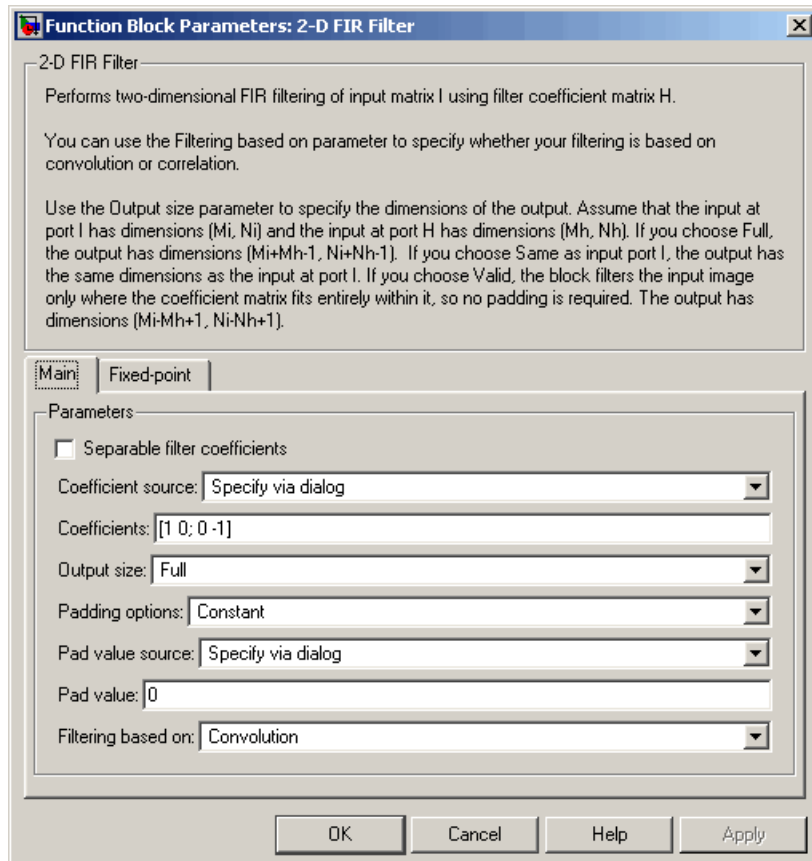 Function Block Parameters: 2-D FIR Filter
2-D FIR Filter
Performs two-dimensional FIR filtering of input matrix I using filter coefficient matrix H.
You can use the Filtering based on parameter to specify whether your filtering is based on
convolution or correlation.
Use the Output size parameter to specify the dimensions of the output. Assume that the input at
port I has dimensions (Mi, Ni) and the input at port H has dimensions (Mh, Nh). If you choose Full,
the output has dimensions (Mi+Mh-1, Ni+Nh-1).  If you choose Same as input port I, the output has
the same dimensions as the input at port I. If you choose Valid, the block filters the input image
only where the coefficient matrix fits entirely within it, so no padding is required. The output has
dimensions (Mi-Mh+1, Ni-Nh+1).
Main Fixed-point
Parameters
Separable filter coefficients
Coefficient source: Specify via dialog
Coefficients: [1 0; 0 -1]
Output size: Full
Padding options: Constant
Pad value source: Specify via dialog
Pad value: 0
Filtering based on: Convolution
OK Cancel Help Apply